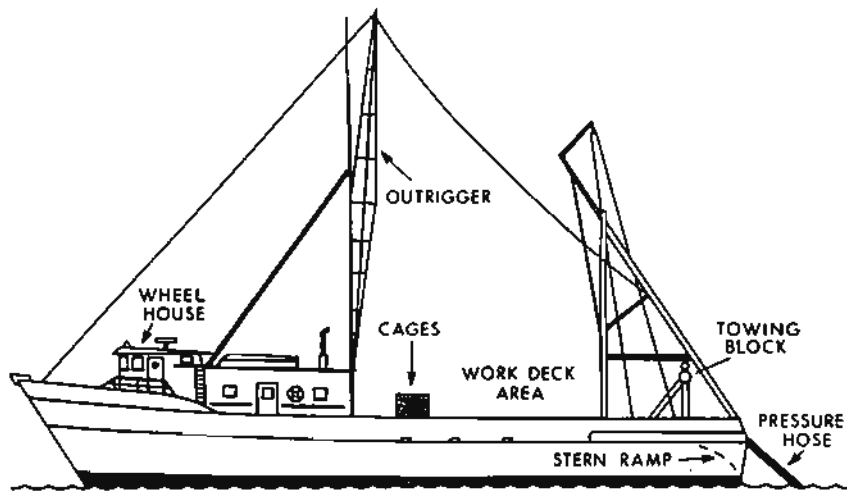 OUTRIGGER
WHEEL
HOUSE
CAGES
TOWING
BLOCK
WORK DECK
AREA
PRESSURE
HOSE
STERN RAMP